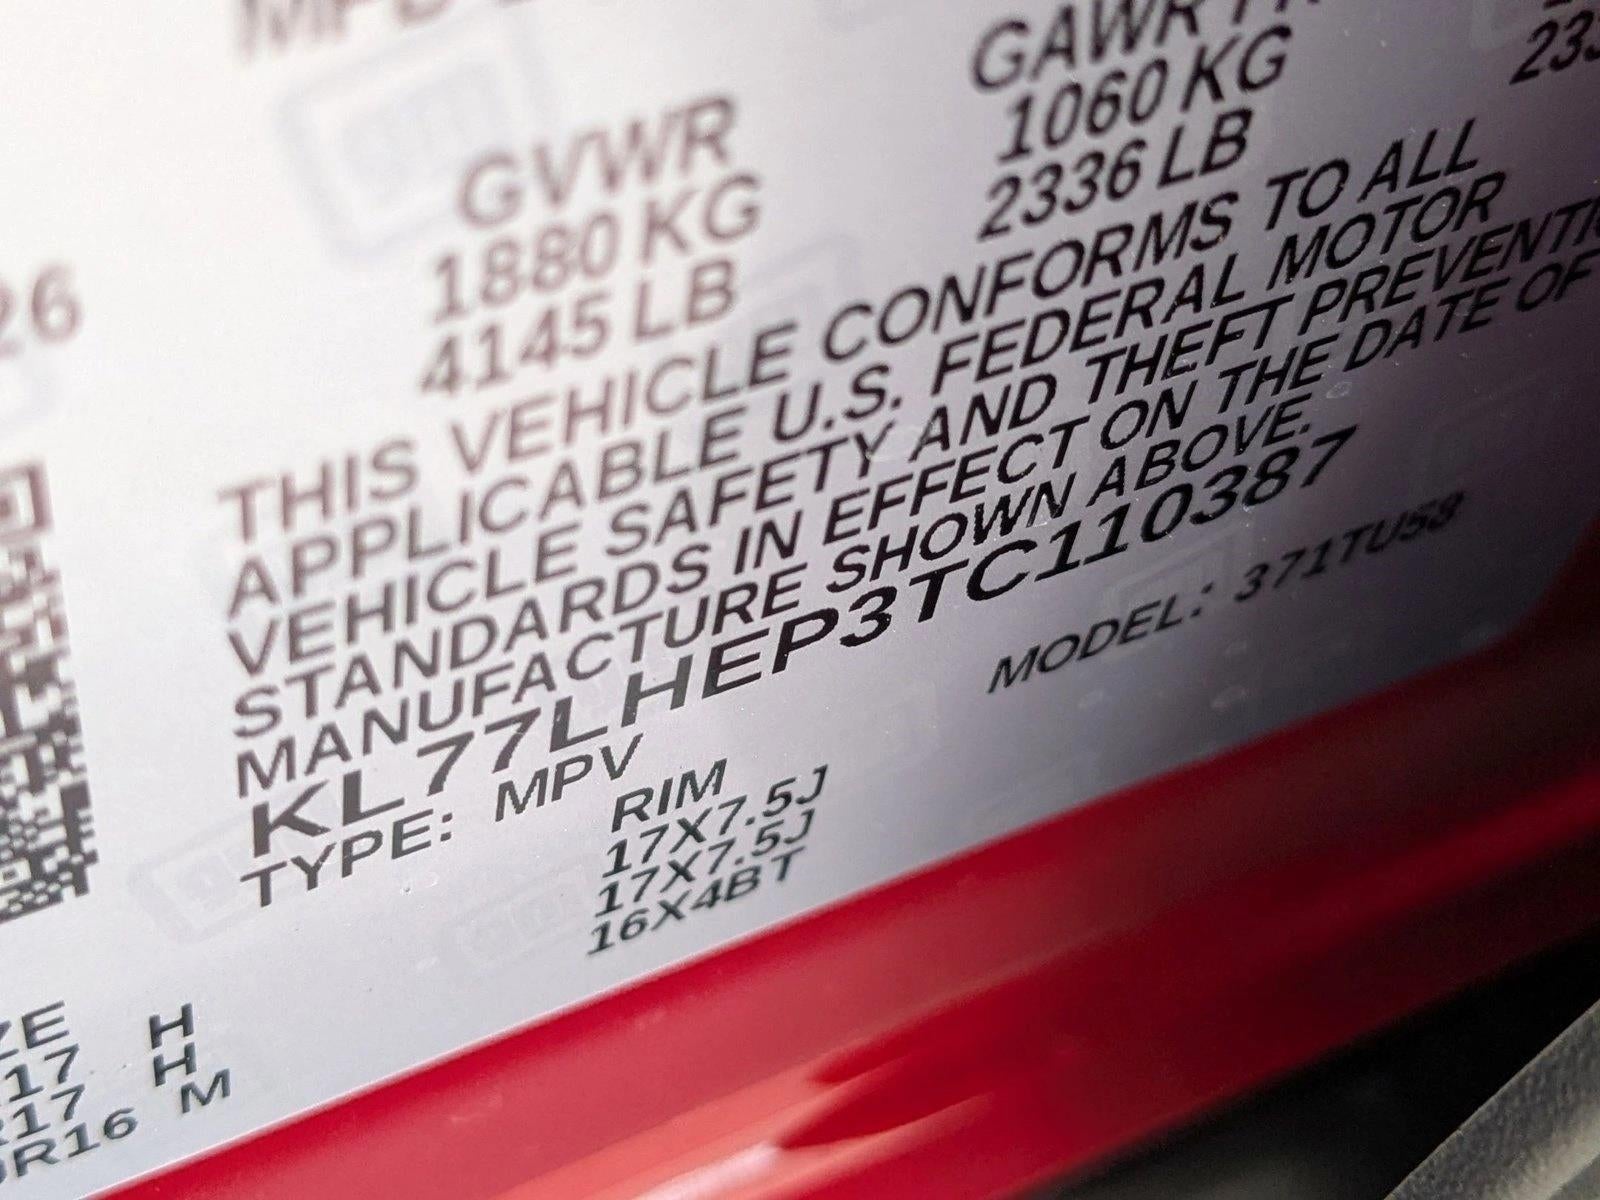 GVWR
1880 KG
4145 LB
GAWR
1060 KG
2336 LB
26
THIS VEHICLE CONFORMS TO ALL
APPLICABLE U.S. FEDERAL MOTOR
VEHICLE SAFETY AND THEFT PREVENTI
STANDARDS IN EFFECT ON THE DATE OF
MANUFACTURE SHOWN ABOVE.
KL77LHEP3TC110387
TYPE: MPV
MODEL: 371TU58
RIM
17X7.5J
17X7.5J
16X4BT
ZE H
17 H
R17
R16 M